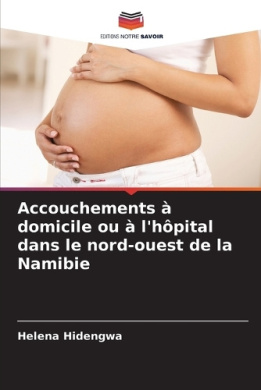 EDITIONS NOTRE SAVOIR
Accouchements à
domicile ou à l'hôpital
dans le nord-ouest de la
Namibie
Helena Hidengwa